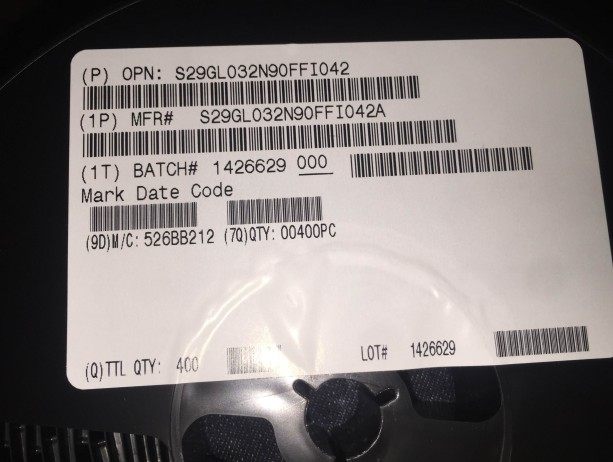 (P) OPN: S29GL032N90FFI042
(1P) MFR# S29GL032N90FFI042A
(1T) BATCH# 1426629 000
Mark Date Code
(9D)M/C: 526BB212 (7Q)QTY: 00400PC
(Q)TTL QTY: 400 LOT# 1426629